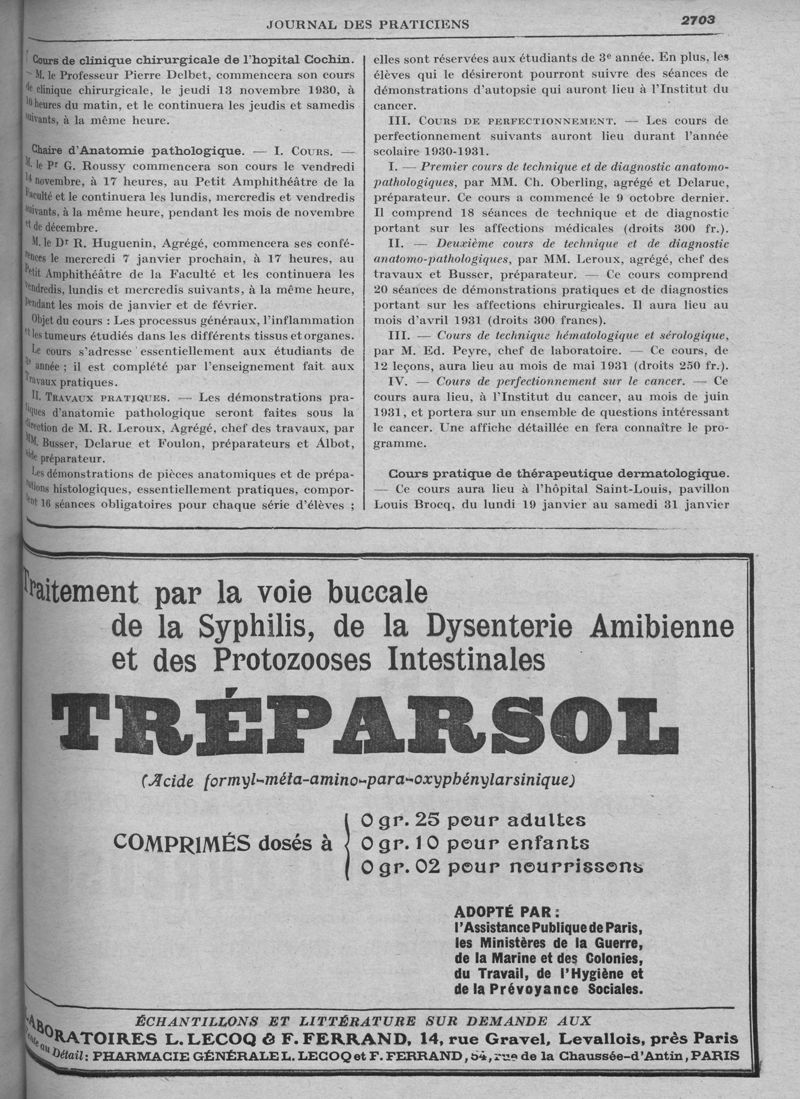 JOURNAL DES PRATICIENS
2703
Cours de clinique chirurgicale de l'hopital Cochin.
— M. le Professeur Pierre Delbet, commencera son cours
de clinique chirurgicale, le jeudi 13 novembre 1930, à
10 heures du matin, et le continuera les jeudis et samedis
suivants, à la même heure.
Chaire d'Anatomie pathologique. — I. COURS. —
M. le Pr G. Roussy commencera son cours le vendredi
14 novembre, à 17 heures, au Petit Amphithéâtre de la
Faculté et le continuera les lundis, mercredis et vendredis
suivants, à la même heure, pendant les mois de novembre
et de décembre.
M. le Dr R. Huguenin, Agrégé, commencera ses confé-
rences le mercredi 7 janvier prochain, à 17 heures, au
Petit Amphithéâtre de la Faculté et les continuera les
vendredis, lundis et mercredis suivants, à la même heure,
pendant les mois de janvier et de février.
Objet du cours : Les processus généraux, l'inflammation
et les tumeurs étudiés dans les différents tissus et organes.
Le cours s'adresse essentiellement aux étudiants de
année ; il est complété par l'enseignement fait aux
Travaux pratiques.
II. TRAVAUX PRATIQUES. — Les démonstrations pra-
tiques d'anatomie pathologique seront faites sous la
direction de M. R. Leroux, Agrégé, chef des travaux, par
MM. Busser, Delarue et Foulon, préparateurs et Albot,
aide préparateur.
Les démonstrations de pièces anatomiques et de prépa-
rations histologiques, essentiellement pratiques, compor-
tent 16 séances obligatoires pour chaque série d'élèves ;
elles sont réservées aux étudiants de 3e année. En plus, les
élèves qui le désireront pourront suivre des séances de
démonstrations d'autopsie qui auront lieu à l'Institut du
cancer.
III. COURS DE PERFECTIONNEMENT. — Les cours de
perfectionnement suivants auront lieu durant l'année
scolaire 1930-1931.
I. — Premier cours de technique et de diagnostic anatomo-
pathologiques, par MM. Ch. Oberling, agrégé et Delarue,
préparateur. Ce cours a commencé le 9 octobre dernier.
Il comprend 18 séances de technique et de diagnostic
portant sur les affections médicales (droits 300 fr.).
II. — Deuxième cours de technique et de diagnostic
anatomo-pathologiques, par MM. Leroux, agrégé, chef des
travaux et Busser, préparateur. — Ce cours comprend
20 séances de démonstrations pratiques et de diagnostics
portant sur les affections chirurgicales. Il aura lieu au
mois d'avril 1931 (droits 300 francs).
III. — Cours de technique hématologique et sérologique,
par M. Ed. Peyre, chef de laboratoire. — Ce cours, de
12 leçons, aura lieu au mois de mai 1931 (droits 250 fr.).
IV. — Cours de perfectionnement sur le cancer. — Ce
cours aura lieu, à l'Institut du cancer, au mois de juin
1931, et portera sur un ensemble de questions intéressant
le cancer. Une affiche détaillée en fera connaître le pro-
gramme.
Cours pratique de thérapeutique dermatologique.
— Ce cours aura lieu à l'hôpital Saint-Louis, pavillon
Louis Brocq, du lundi 19 janvier au samedi 31 janvier
Traitement par la voie buccale
de la Syphilis, de la Dysenterie Amibienne
et des Protozooses Intestinales
TRÉPARSOL
(Acide formyl-méta-amino-para-oxyphénylarsinique)
COMPRIMÉS dosés à
0 gr. 25 pour adultes
0 gr. 10 pour enfants
0 gr. 02 pour nourrissons
ADOPTÉ PAR :
l'Assistance Publique de Paris,
les Ministères de la Guerre,
de la Marine et des Colonies,
du Travail, de l'Hygiène et
de la Prévoyance Sociales.
ÉCHANTILLONS ET LITTÉRATURE SUR DEMANDE AUX
LABORATOIRES L. LECOQ & F. FERRAND, 14, rue Gravel, Levallois, près Paris
au Détail : PHARMACIE GÉNÉRALE L. LECOQ et F. FERRAND, 54, rue de la Chaussée-d'Antin, PARIS